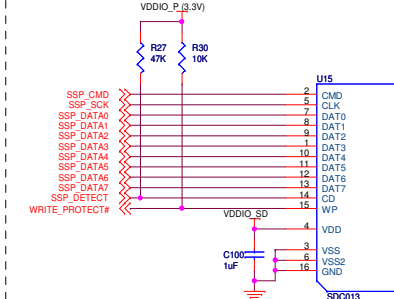 VDDIO_P (3.3V)
R27
47K
R30
10K
U15
SSP_CMD 2 CMD
SSP_SCK 5 CLK
SSP_DATA0 7 DAT0
SSP_DATA1 8 DAT1
SSP_DATA2 9 DAT2
SSP_DATA3 1 DAT3
SSP_DATA4 10 DAT4
SSP_DATA5 11 DAT5
SSP_DATA6 12 DAT6
SSP_DATA7 13 DAT7
SSP_DETECT 14 CD
WRITE_PROTECT# 15 WP
VDDIO_SD
4 VDD
C100
1uF
3 VSS
6 VSS2
16 GND
SDC013